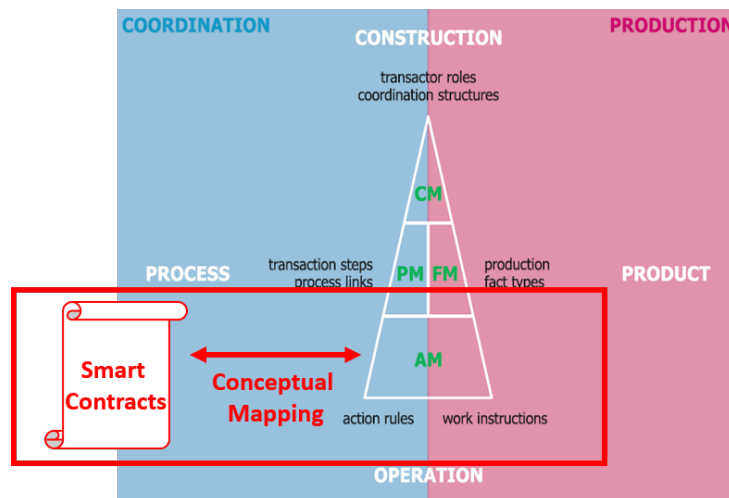 COORDINATION
PRODUCTION
CONSTRUCTION
transactor roles
coordination structures
CM
PROCESS
transaction steps
process links
PM
FM
production
fact types
PRODUCT
Smart
Contracts
Conceptual
Mapping
AM
action rules
work instructions
OPERATION